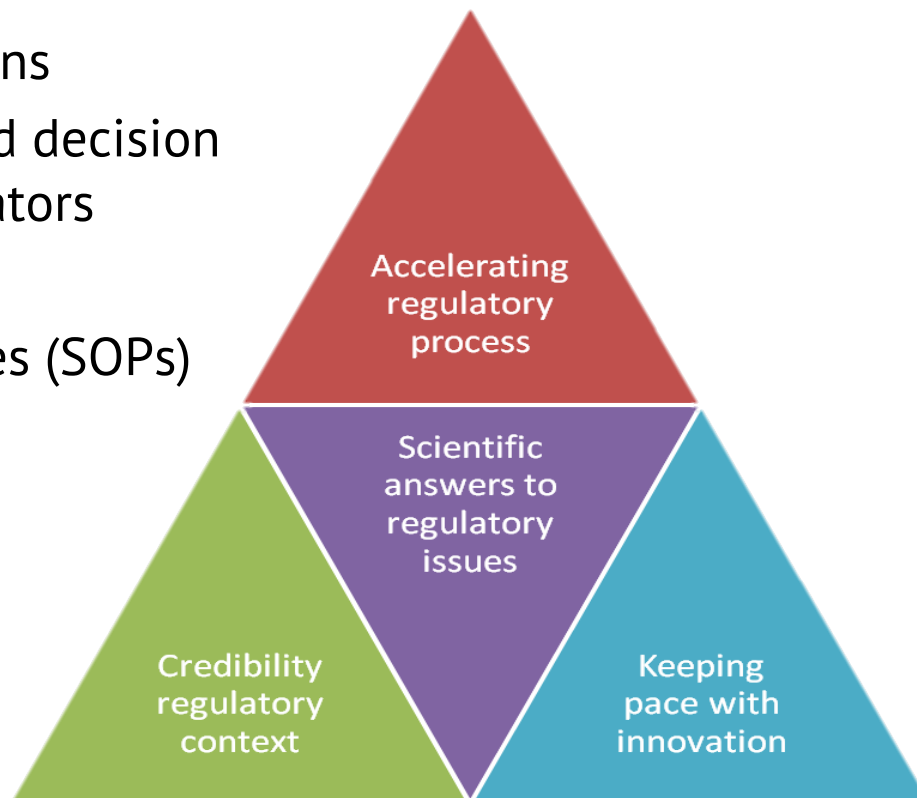 ns
d decision
ators
es (SOPs)
Accelerating
regulatory
process
Scientific
answers to
regulatory
issues
Credibility
regulatory
context
Keeping
pace with
innovation